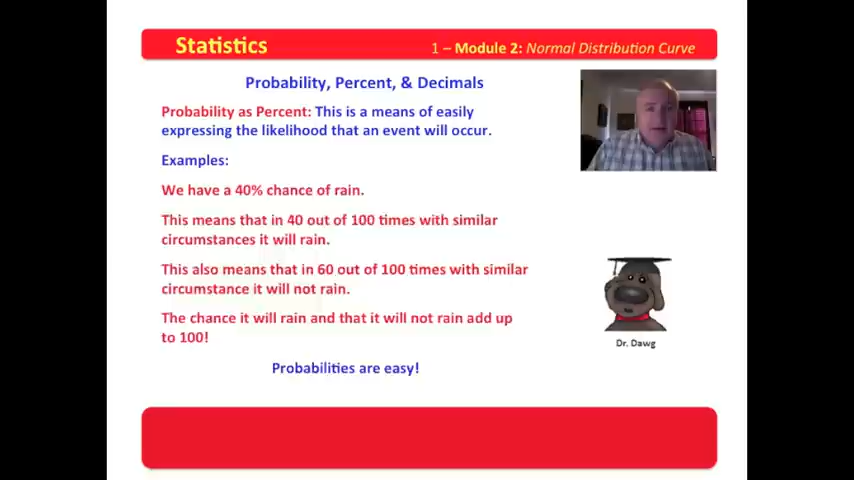 Statistics
1 – Module 2: Normal Distribution Curve
Probability, Percent, & Decimals
Probability as Percent: This is a means of easily
expressing the likelihood that an event will occur.
Examples:
We have a 40% chance of rain.
This means that in 40 out of 100 times with similar
circumstances it will rain.
This also means that in 60 out of 100 times with similar
circumstance it will not rain.
The chance it will rain and that it will not rain add up
to 100!
Probabilities are easy!
Dr. Dawg